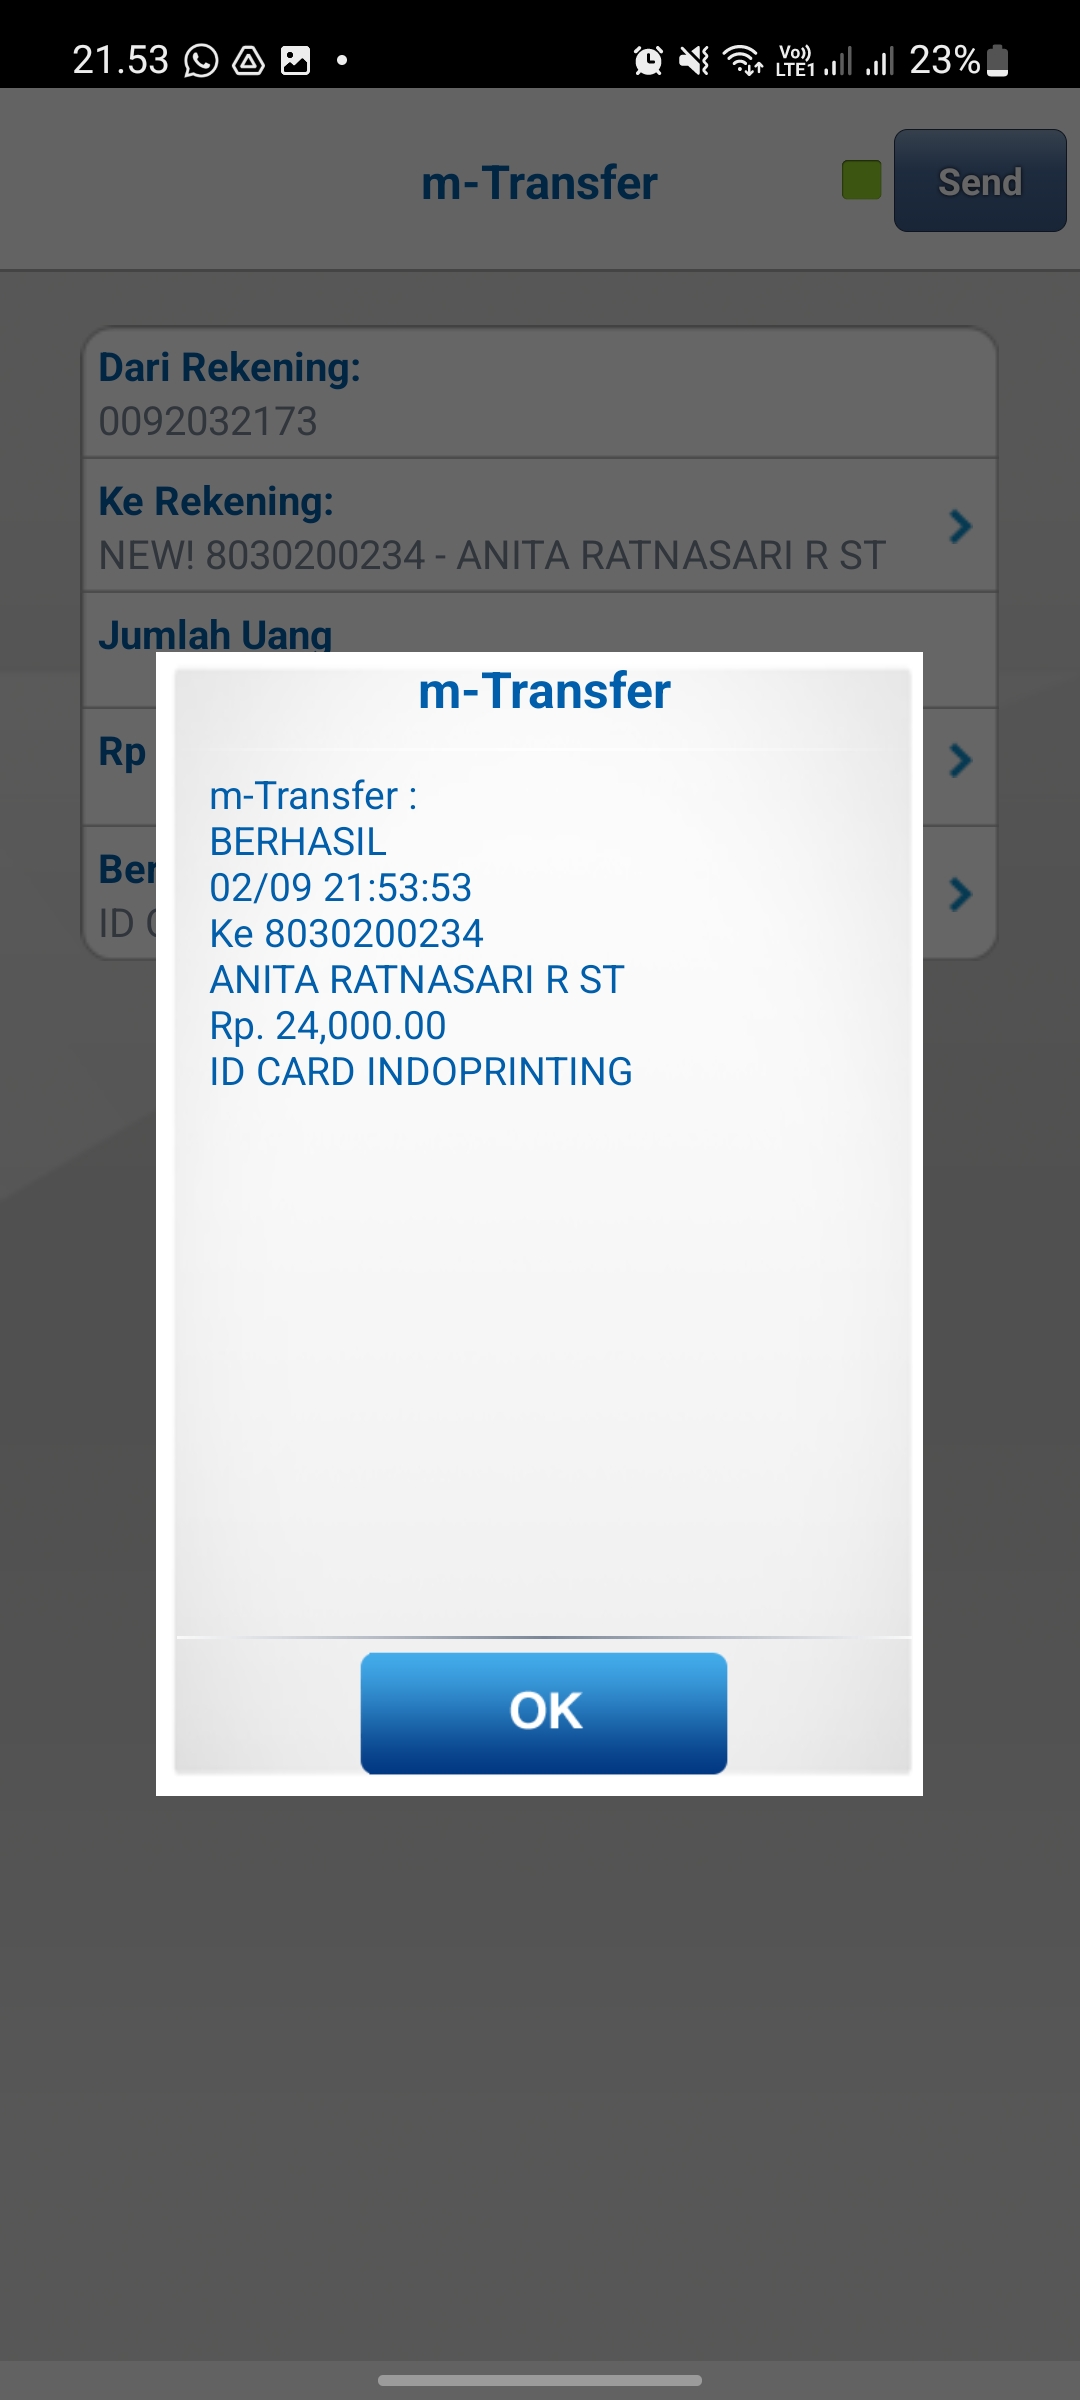 21.53
Vo))
LTE1
23%
m-Transfer
Send
Dari Rekening:
0092032173
Ke Rekening:
NEW! 8030200234 - ANITA RATNASARI R ST
Jumlah Uang
Rp
Ber
ID C
m-Transfer
m-Transfer :
BERHASIL
02/09 21:53:53
Ke 8030200234
ANITA RATNASARI R ST
Rp. 24,000.00
ID CARD INDOPRINTING
OK